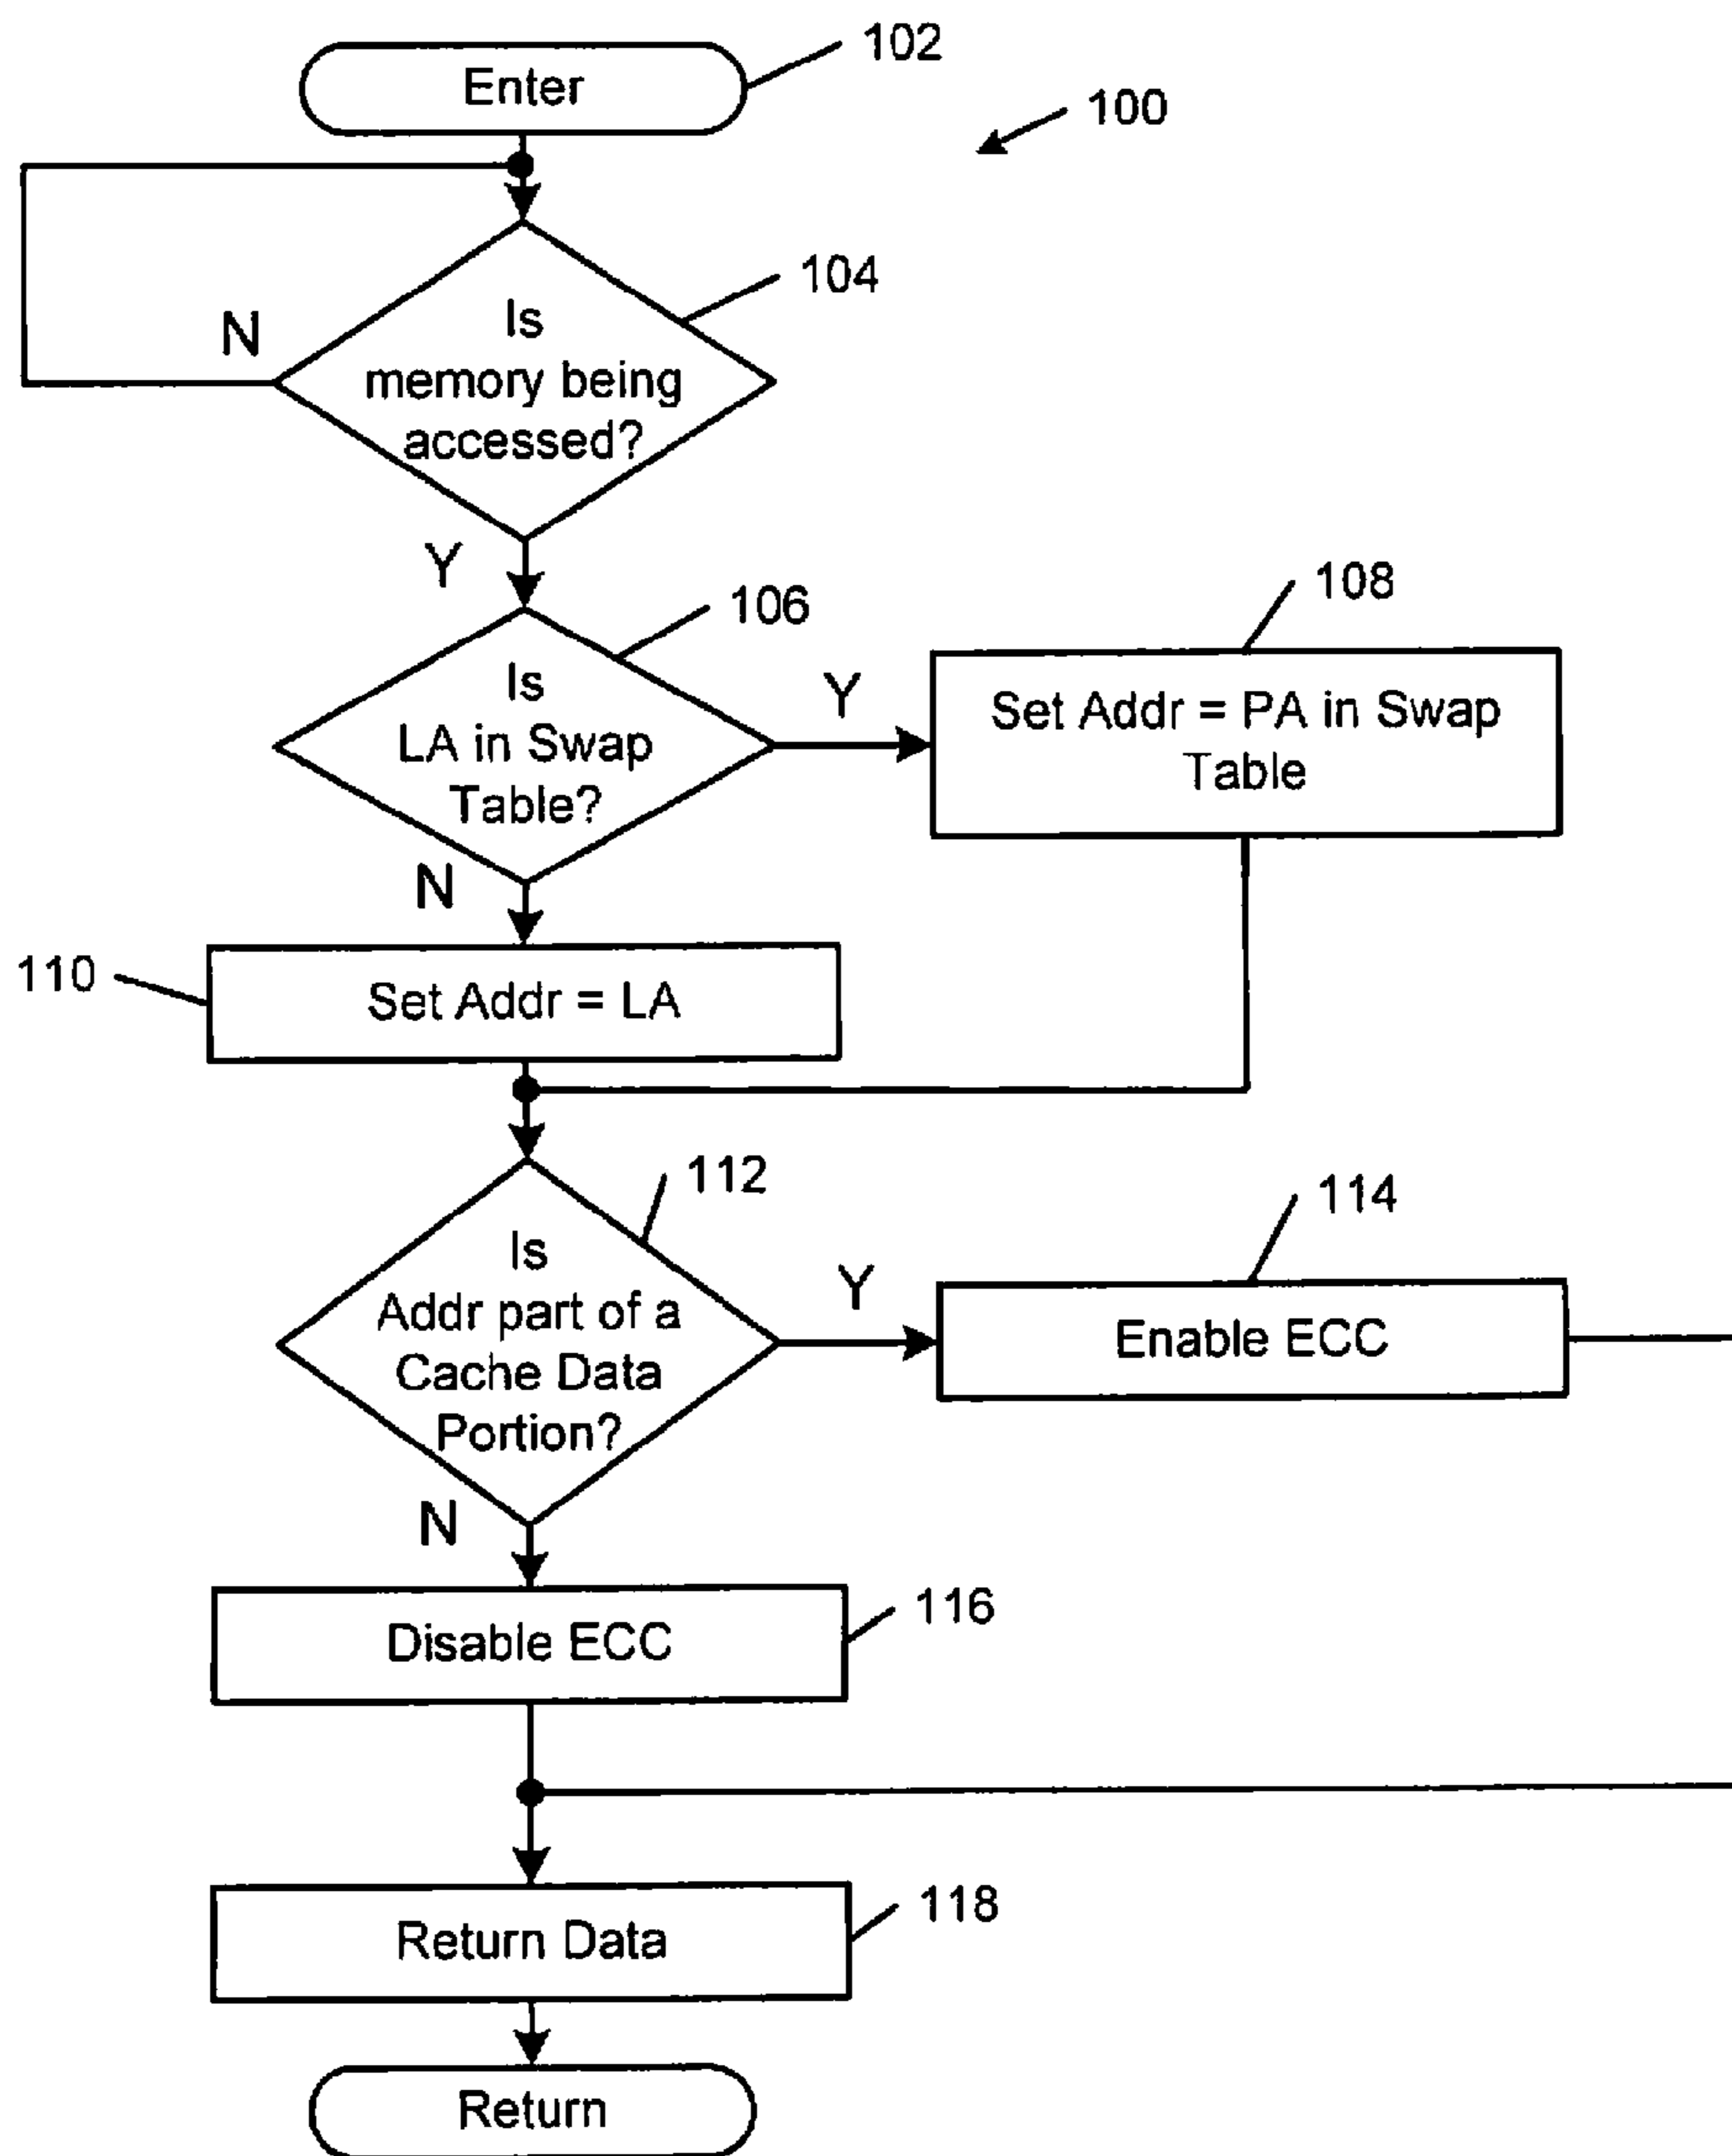 Enter
102
100
Is
memory being
accessed?
104
N
Y
Is
LA in Swap
Table?
106
Y
Set Addr = PA in Swap
Table
108
N
110
Set Addr = LA
Is
Addr part of a
Cache Data
Portion?
112
Y
Enable ECC
114
N
Disable ECC
116
Return Data
118
Return